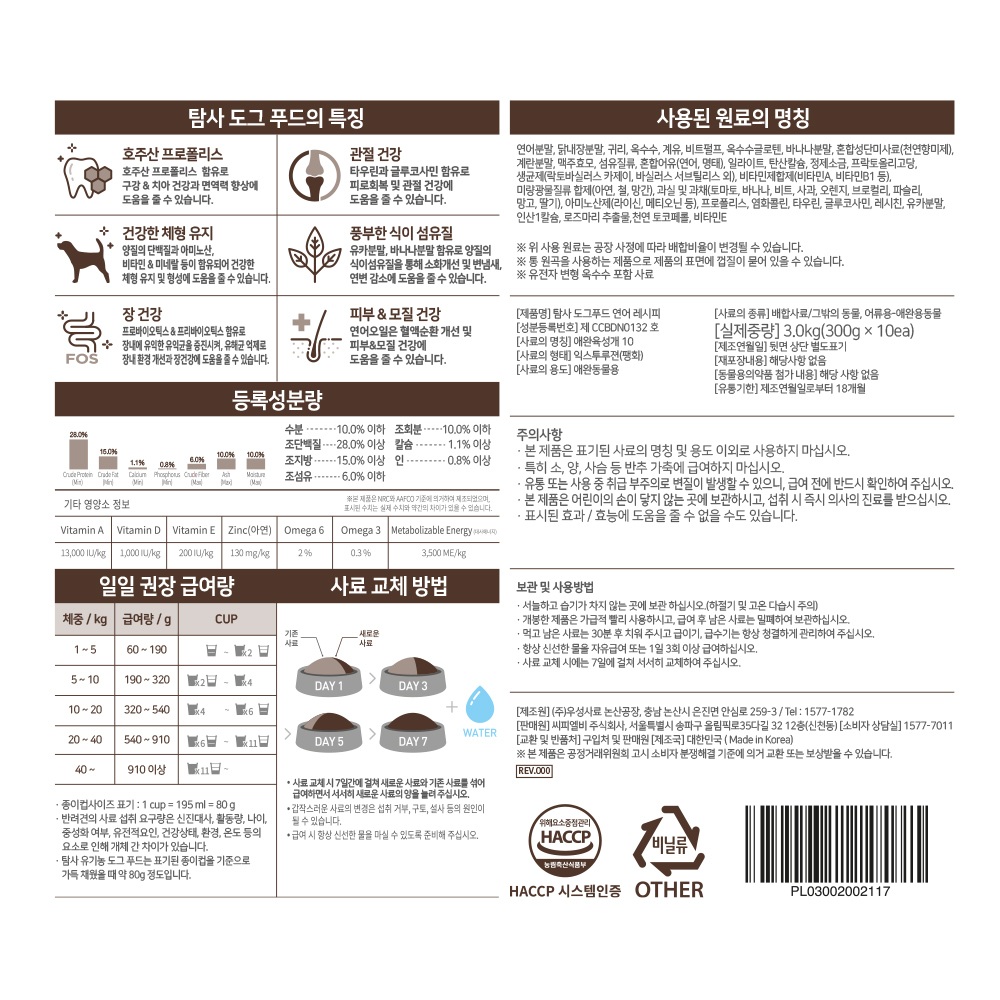 탐사 도그 푸드의 특징
호주산 프로폴리스
호주산 프로폴리스 함유로
구강 & 치아 건강과 면역력 향상에
도움을 줄 수 있습니다.
관절 건강
타우린과 글루코사민 함유로
피로회복 및 관절 건강에
도움을 줄 수 있습니다.
건강한 체형 유지
양질의 단백질과 아미노산,
비타민 & 미네랄 등이 함유되어 건강한
체형 유지 및 형성에 도움을 줄 수 있습니다.
풍부한 식이 섬유질
유카분말, 바나나분말 함유로 양질의
식이섬유질을 통해 소화개선 및 변냄새,
연변 감소에 도움을 줄 수 있습니다.
FOS
장 건강
프로바이오틱스 & 프리바이오틱스 함유로
장내에 유익한 유익균을 증진시켜, 유해균 억제로
장내 환경 개선과 장건강에 도움을 줄 수 있습니다.
피부 & 모질 건강
연어오일은 혈액순환 개선 및
피부&모질 건강에
도움을 줄 수 있습니다.
등록성분량
28.0% 15.0% 1.1% 0.8% 6.0% 10.0% 10.0%
Crude Protein Crude Fat Calcium Phosphorus Crude Fiber Ash Moisture
(Min) (Min) (Min) (Min) (Max) (Max) (Max)
수분 ········ 10.0% 이하 조회분 ······ 10.0% 이하
조단백질 ···· 28.0% 이상 칼슘 ········ 1.1% 이상
조지방 ······ 15.0% 이상 인 ·········· 0.8% 이상
조섬유 ······ 6.0% 이하
기타 영양소 정보
※본 제품은 NRC와 AAFCO 기준에 의거하여 제조되었으며,
표시된 수치는 실제 수치와 약간의 차이가 있을 수 있습니다.
Vitamin A Vitamin D Vitamin E Zinc(아연) Omega 6 Omega 3 Metabolizable Energy
13,000 IU/kg 1,000 IU/kg 200 IU/kg 130 mg/kg 2 % 0.3 % 3,500 ME/kg
일일 권장 급여량
체중 / kg 급여량 / g CUP
1 ~ 5 60 ~ 190 ~ x2
5 ~ 10 190 ~ 320 x2 ~ x4
10 ~ 20 320 ~ 540 x4 ~ x6
20 ~ 40 540 ~ 910 x6 ~ x11
40 ~ 910 이상 x11 ~
· 종이컵사이즈 표기 : 1 cup = 195 ml = 80 g
· 반려견의 사료 섭취 요구량은 신진대사, 활동량, 나이,
중성화 여부, 유전적요인, 건강상태, 환경, 온도 등의
요소로 인해 개체 간 차이가 있습니다.
· 탐사 유기농 도그 푸드는 표기된 종이컵을 기준으로
가득 채웠을 때 약 80g 정도입니다.
사료 교체 방법
기존
사료
새로운
사료
DAY 1
DAY 3
DAY 5
DAY 7
WATER
• 사료 교체 시 7일간에 걸쳐 새로운 사료와 기존 사료를 섞어
급여하면서 서서히 새로운 사료의 양을 늘려 주십시오.
• 갑작스러운 사료의 변경은 섭취 거부, 구토, 설사 등의 원인이
될 수 있습니다.
• 급여 시 항상 신선한 물을 마실 수 있도록 준비해 주십시오.
사용된 원료의 명칭
연어분말, 닭내장분말, 귀리, 옥수수, 계유, 비트펄프, 옥수수글루텐, 바나나분말, 혼합성단미사료(천연향미제),
계란분말, 맥주효모, 섬유질류, 혼합어유(연어, 명태), 일라이트, 탄산칼슘, 정제소금, 프락토올리고당,
생균제(락토바실러스 카제이, 바실러스 서브틸리스 외), 비타민제합제(비타민A, 비타민B1 등),
미량광물질류 합제(아연, 철, 망간), 과실 및 과채(토마토, 바나나, 비트, 사과, 오렌지, 브로컬리, 파슬리,
망고, 딸기), 아미노산제(라이신, 메티오닌 등), 프로폴리스, 염화콜린, 타우린, 글루코사민, 레시친, 유카분말,
인산1칼슘, 로즈마리 추출물,천연 토코페롤, 비타민E
※ 위 사용 원료는 공장 사정에 따라 배합비율이 변경될 수 있습니다.
※ 통 원곡을 사용하는 제품으로 제품의 표면에 껍질이 묻어 있을 수 있습니다.
※ 유전자 변형 옥수수 포함 사료
[제품명] 탐사 도그푸드 연어 레시피
[성분등록번호] 제 CCBDN0132 호
[사료의 명칭] 애완육성개 10
[사료의 형태] 익스투루젼(팽화)
[사료의 용도] 애완동물용
[사료의 종류] 배합사료/그밖의 동물, 어류용-애완용동물
[실제중량] 3.0kg(300g × 10ea)
[제조연월일] 뒷면 상단 별도표기
[재포장내용] 해당사항 없음
[동물용의약품 첨가 내용] 해당 사항 없음
[유통기한] 제조연월일로부터 18개월
주의사항
· 본 제품은 표기된 사료의 명칭 및 용도 이외로 사용하지 마십시오.
· 특히 소, 양, 사슴 등 반추 가축에 급여하지 마십시오.
· 유통 또는 사용 중 취급 부주의로 변질이 발생할 수 있으니, 급여 전에 반드시 확인하여 주십시오.
· 본 제품은 어린이의 손이 닿지 않는 곳에 보관하시고, 섭취 시 즉시 의사의 진료를 받으십시오.
· 표시된 효과 / 효능에 도움을 줄 수 없을 수도 있습니다.
보관 및 사용방법
· 서늘하고 습기가 차지 않는 곳에 보관 하십시오.(하절기 및 고온 다습시 주의)
· 개봉한 제품은 가급적 빨리 사용하시고, 급여 후 남은 사료는 밀폐하여 보관하십시오.
· 먹고 남은 사료는 30분 후 치워 주시고 급이기, 급수기는 항상 청결하게 관리하여 주십시오.
· 항상 신선한 물을 자유급여 또는 1일 3회 이상 급여하십시오.
· 사료 교체 시에는 7일에 걸쳐 서서히 교체하여 주십시오.
[제조원] (주)우성사료 논산공장, 충남 논산시 은진면 안심로 259-3 / Tel : 1577-1782
[판매원] 씨피엘비 주식회사, 서울특별시 송파구 올림픽로35다길 32 12층(신천동) [소비자 상담실] 1577-7011
[교환 및 반품처] 구입처 및 판매원 [제조국] 대한민국 ( Made in Korea)
※ 본 제품은 공정거래위원회 고시 소비자 분쟁해결 기준에 의거 교환 또는 보상받을 수 있습니다.
REV.000
위해요소중점관리
HACCP
농림축산식품부
HACCP 시스템인증
비닐류
OTHER
PL03002002117